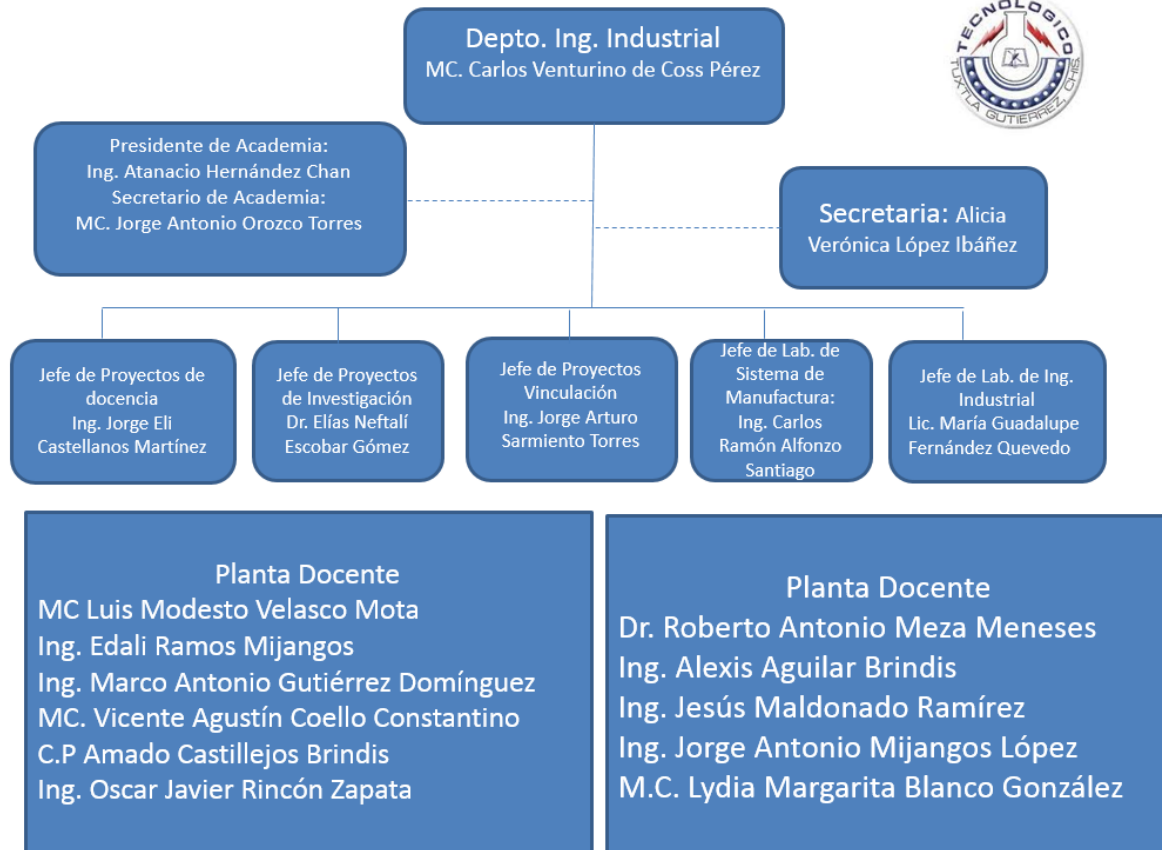 TECNOLOGICO
TUXTLA GUTIERREZ, CHIS.
Depto. Ing. Industrial
MC. Carlos Venturino de Coss Pérez
Presidente de Academia:
Ing. Atanacio Hernández Chan
Secretario de Academia:
MC. Jorge Antonio Orozco Torres
Secretaria: Alicia
Verónica López Ibáñez
Jefe de Proyectos de
docencia
Ing. Jorge Eli
Castellanos Martínez
Jefe de Proyectos
de Investigación
Dr. Elías Neftalí
Escobar Gómez
Jefe de Proyectos
Vinculación
Ing. Jorge Arturo
Sarmiento Torres
Jefe de Lab. de
Sistema de
Manufactura:
Ing. Carlos
Ramón Alfonzo
Santiago
Jefe de Lab. de Ing.
Industrial
Lic. María Guadalupe
Fernández Quevedo
Planta Docente
MC Luis Modesto Velasco Mota
Ing. Edali Ramos Mijangos
Ing. Marco Antonio Gutiérrez Domínguez
MC. Vicente Agustín Coello Constantino
C.P Amado Castillejos Brindis
Ing. Oscar Javier Rincón Zapata
Planta Docente
Dr. Roberto Antonio Meza Meneses
Ing. Alexis Aguilar Brindis
Ing. Jesús Maldonado Ramírez
Ing. Jorge Antonio Mijangos López
M.C. Lydia Margarita Blanco González